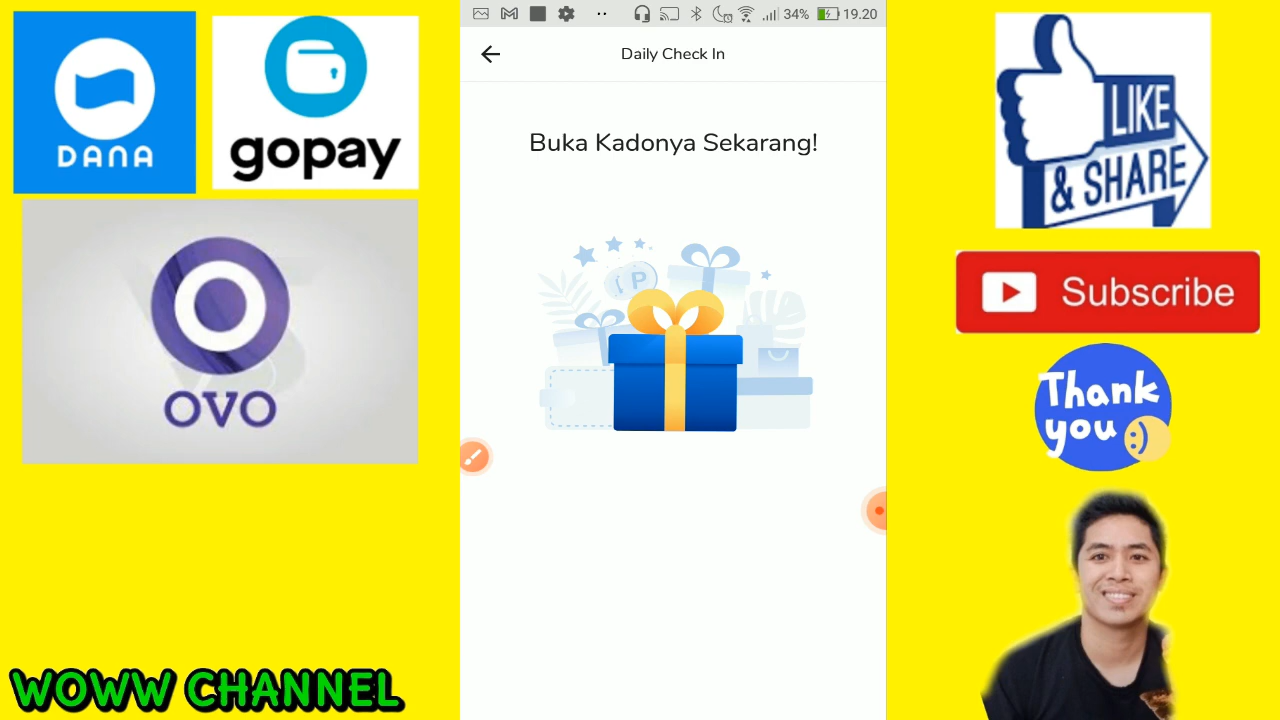 DANA
gopay
OVO
WOWW CHANNEL
34% 19.20
Daily Check In
Buka Kadonya Sekarang!
P
LIKE
& SHARE
Subscribe
Thank
you
:)